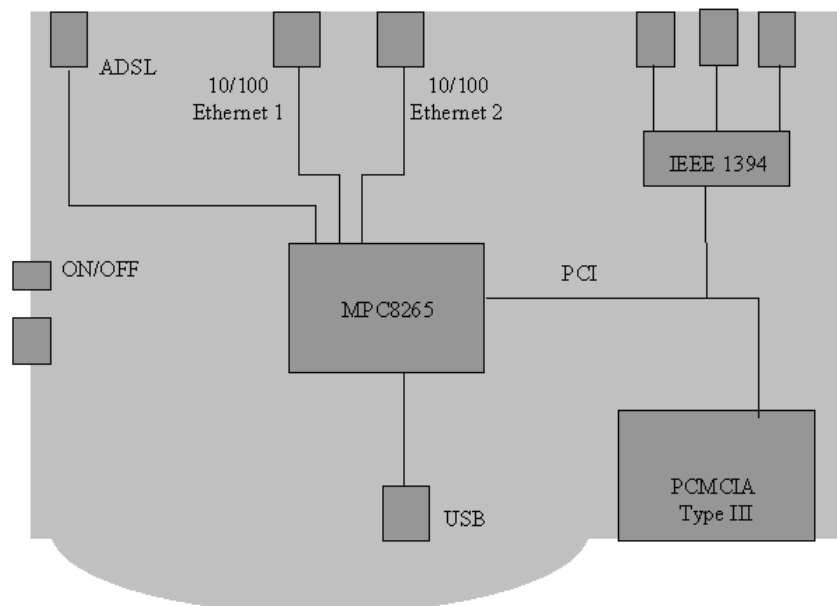 ADSL
10/100
Ethernet 1
10/100
Ethernet 2
IEEE 1394
ON/OFF
PCI
MPC8265
PCMCIA
Type III
USB